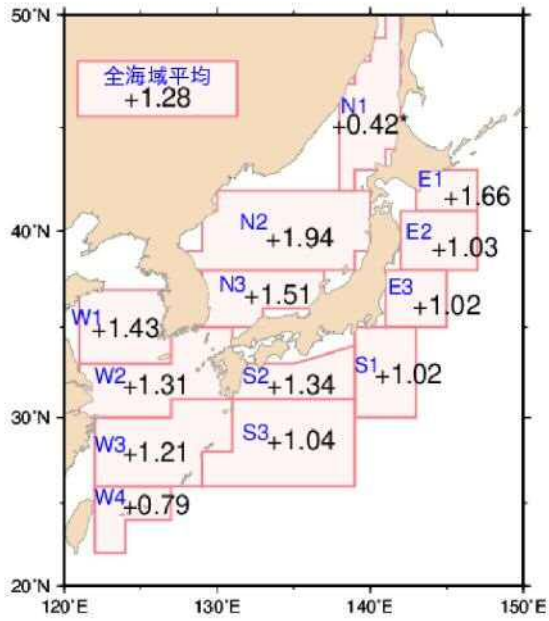 50°N
全海域平均
+1.28
N1
+0.42*
E1
+1.66
N2
+1.94
40°N
E2
+1.03
N3
+1.51
E3
+1.02
W1
+1.43
W2
+1.31
S2
+1.34
S1
+1.02
30°N
W3
+1.21
S3
+1.04
W4
+0.79
20°N
120°E
130°E
140°E
150°E